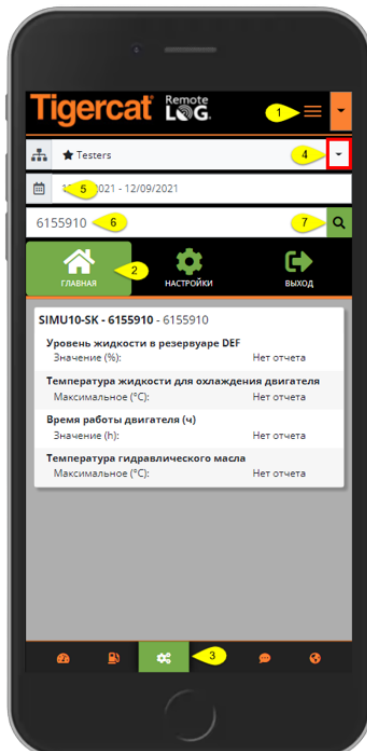 Tigercat Remote LOG
1
Testers
4
5 2021 - 12/09/2021
6155910 6
7
2
ГЛАВНАЯ НАСТРОЙКИ ВЫХОД
SIMU10-SK - 6155910 - 6155910
Уровень жидкости в резервуаре DEF
Значение (%): Нет отчета
Температура жидкости для охлаждения двигателя
Максимальное (°C): Нет отчета
Время работы двигателя (ч)
Значение (h): Нет отчета
Температура гидравлического масла
Максимальное (°C): Нет отчета
3